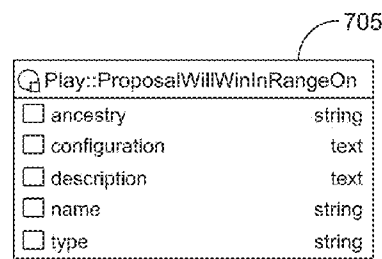 705
Play::ProposalWillWinInRangeOn
ancestry string
configuration text
description text
name string
type string